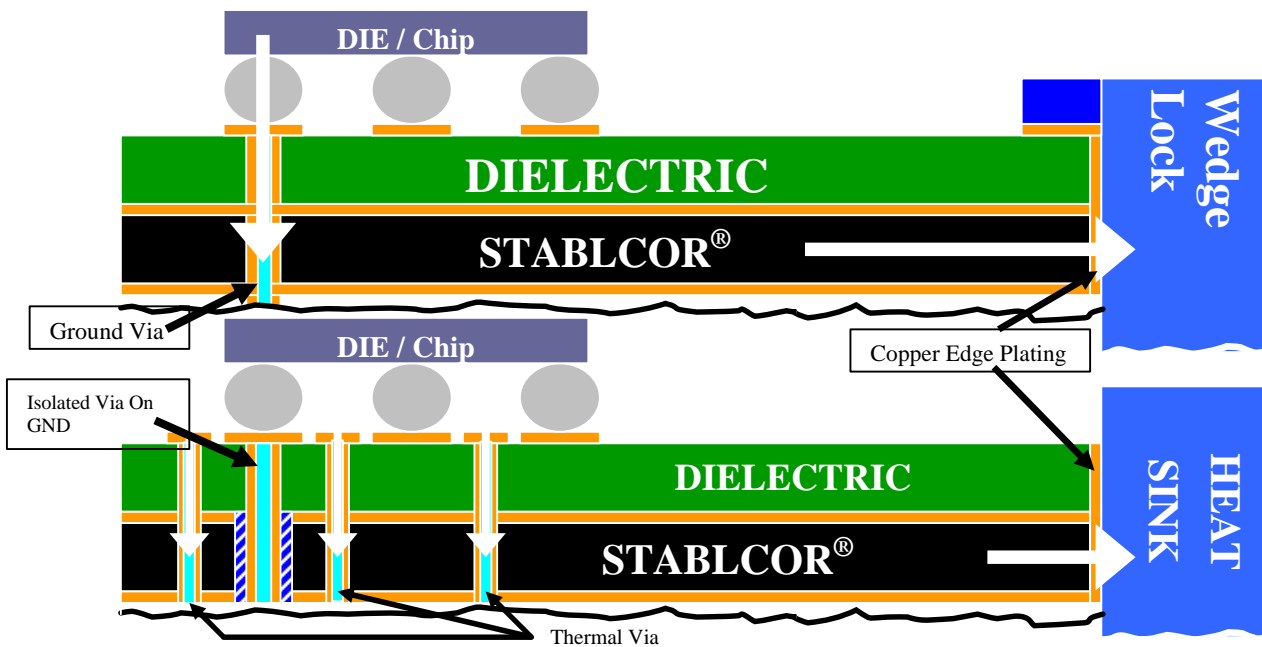 DIE / Chip
Wedge
Lock
DIELECTRIC
STABLCOR®
Ground Via
DIE / Chip
Copper Edge Plating
Isolated Via On
GND
DIELECTRIC
HEAT
SINK
STABLCOR®
Thermal Via